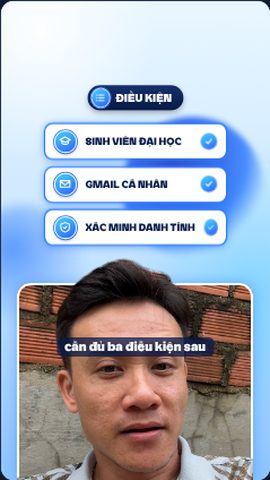 ĐIỀU KIỆN
SINH VIÊN ĐẠI HỌC
GMAIL CÁ NHÂN
XÁC MINH DANH TÍNH
cần đủ ba điều kiện sau